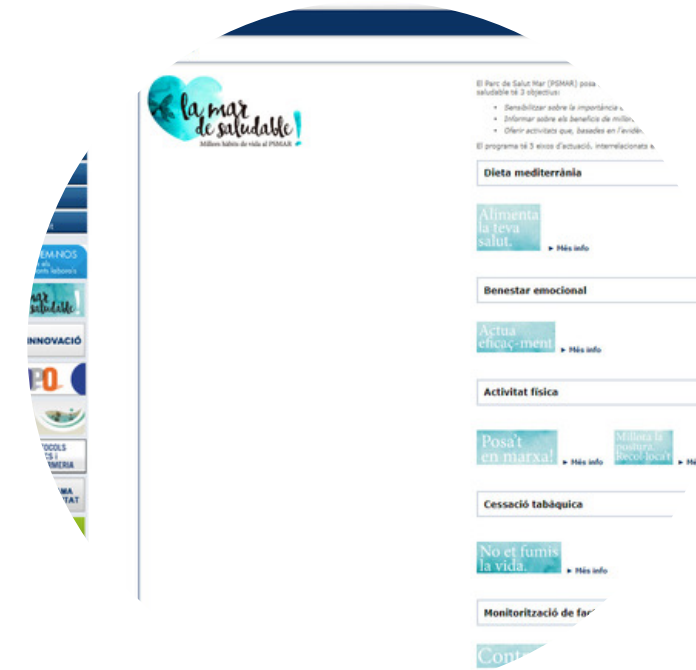 la mar
de saludable!
Millors hàbits de vida al PSMAR
El Parc de Salut Mar (PSMAR) posa
saludable té 3 objectius:
Sensibilitzar sobre la importància
Informar sobre els beneficis de
Oferir activitats que, basades en
El programa té 5 eixos d'actuació, interrelacionats
Dieta mediterrània
Alimenta
la teva
salut.
► Més info
Benestar emocional
Actua
eficaç-ment
► Més info
Activitat física
Posa't
en marxa!
► Més info
Millora la
postura.
Recol·loca't
Cessació tabàquica
No et fumis
la vida.
► Més info
Monitorització de
INNOVACIÓ